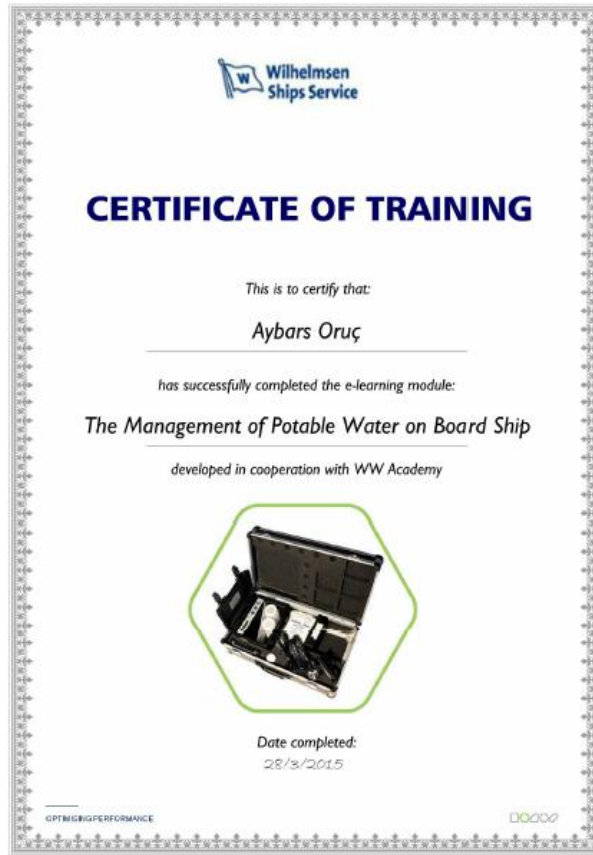 W
Wilhelmsen
Ships Service
CERTIFICATE OF TRAINING
This is to certify that:
Aybars Oruç
has successfully completed the e-learning module:
The Management of Potable Water on Board Ship
developed in cooperation with WW Academy
Date completed:
28/3/2015
OPTIMISING PERFORMANCE